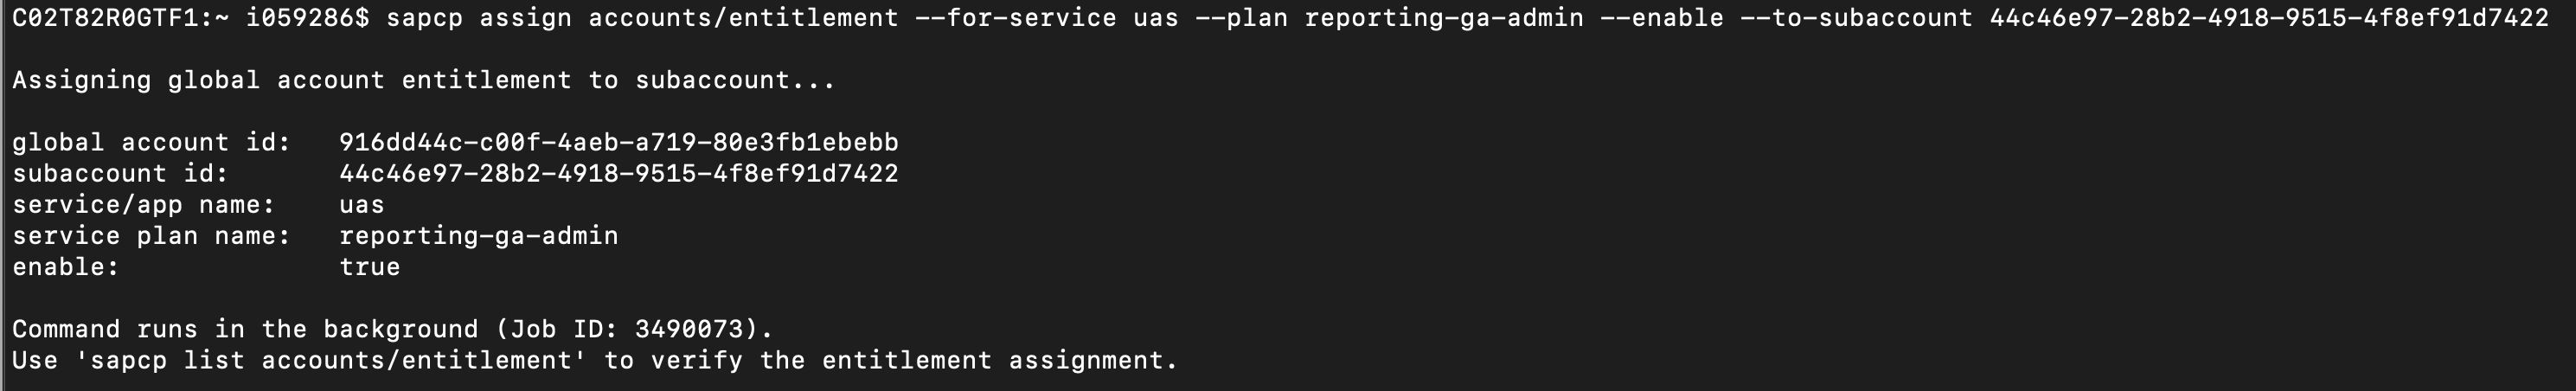 C02T82R0GTF1:~ i059286$ sapcp assign accounts/entitlement --for-service uas --plan reporting-ga-admin --enable --to-subaccount 44c46e97-28b2-4918-9515-4f8ef91d7422
Assigning global account entitlement to subaccount...
global account id: 916dd44c-c00f-4aeb-a719-80e3fb1ebebb
subaccount id: 44c46e97-28b2-4918-9515-4f8ef91d7422
service/app name: uas
service plan name: reporting-ga-admin
enable: true
Command runs in the background (Job ID: 3490073).
Use 'sapcp list accounts/entitlement' to verify the entitlement assignment.